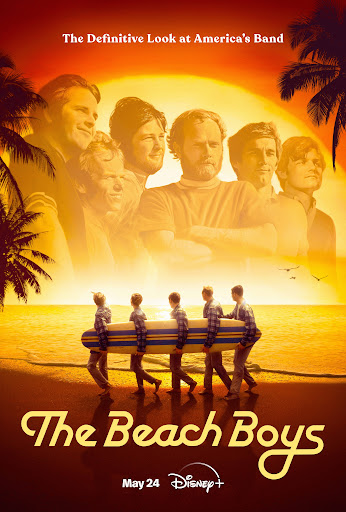 The Definitive Look at America's Band
The Beach Boys
May 24 Disney+